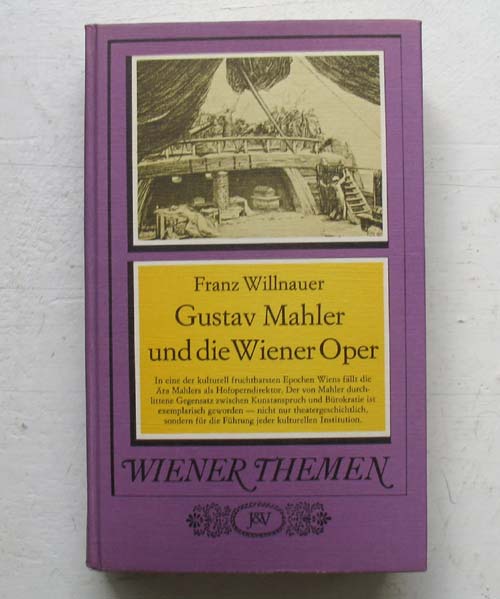 Franz Willnauer
Gustav Mahler
und die Wiener Oper
In eine der kulturell fruchtbarsten Epochen Wiens fällt die
Ära Mahlers als Hofoperndirektor. Der von Mahler durch-
littene Gegensatz zwischen Kunstanspruch und Bürokratie ist
exemplarisch geworden — nicht nur theatergeschichtlich,
sondern für die Führung jeder kulturellen Institution.
WIENER THEMEN
J&V